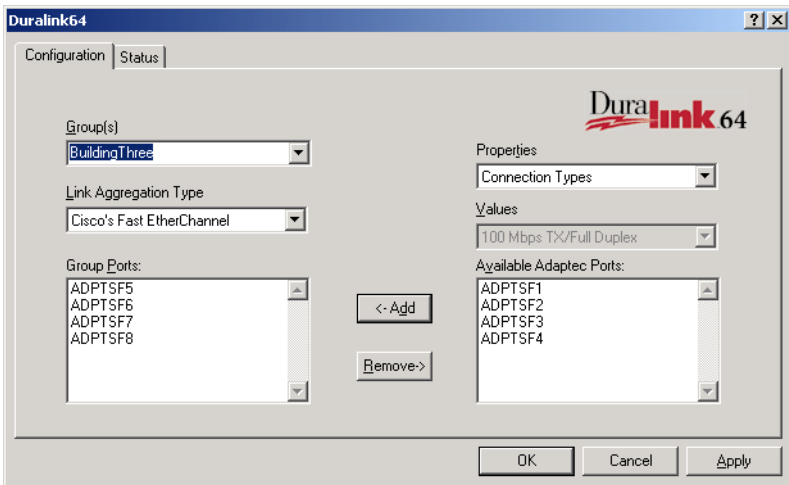 Duralink64
Configuration
Status
Duralink 64
Group(s)
BuildingThree
Link Aggregation Type
Cisco's Fast EtherChannel
Group Ports:
ADPTSF5
ADPTSF6
ADPTSF7
ADPTSF8
<- Add
Remove->
Properties
Connection Types
Values
100 Mbps TX/Full Duplex
Available Adaptec Ports:
ADPTSF1
ADPTSF2
ADPTSF3
ADPTSF4
OK
Cancel
Apply